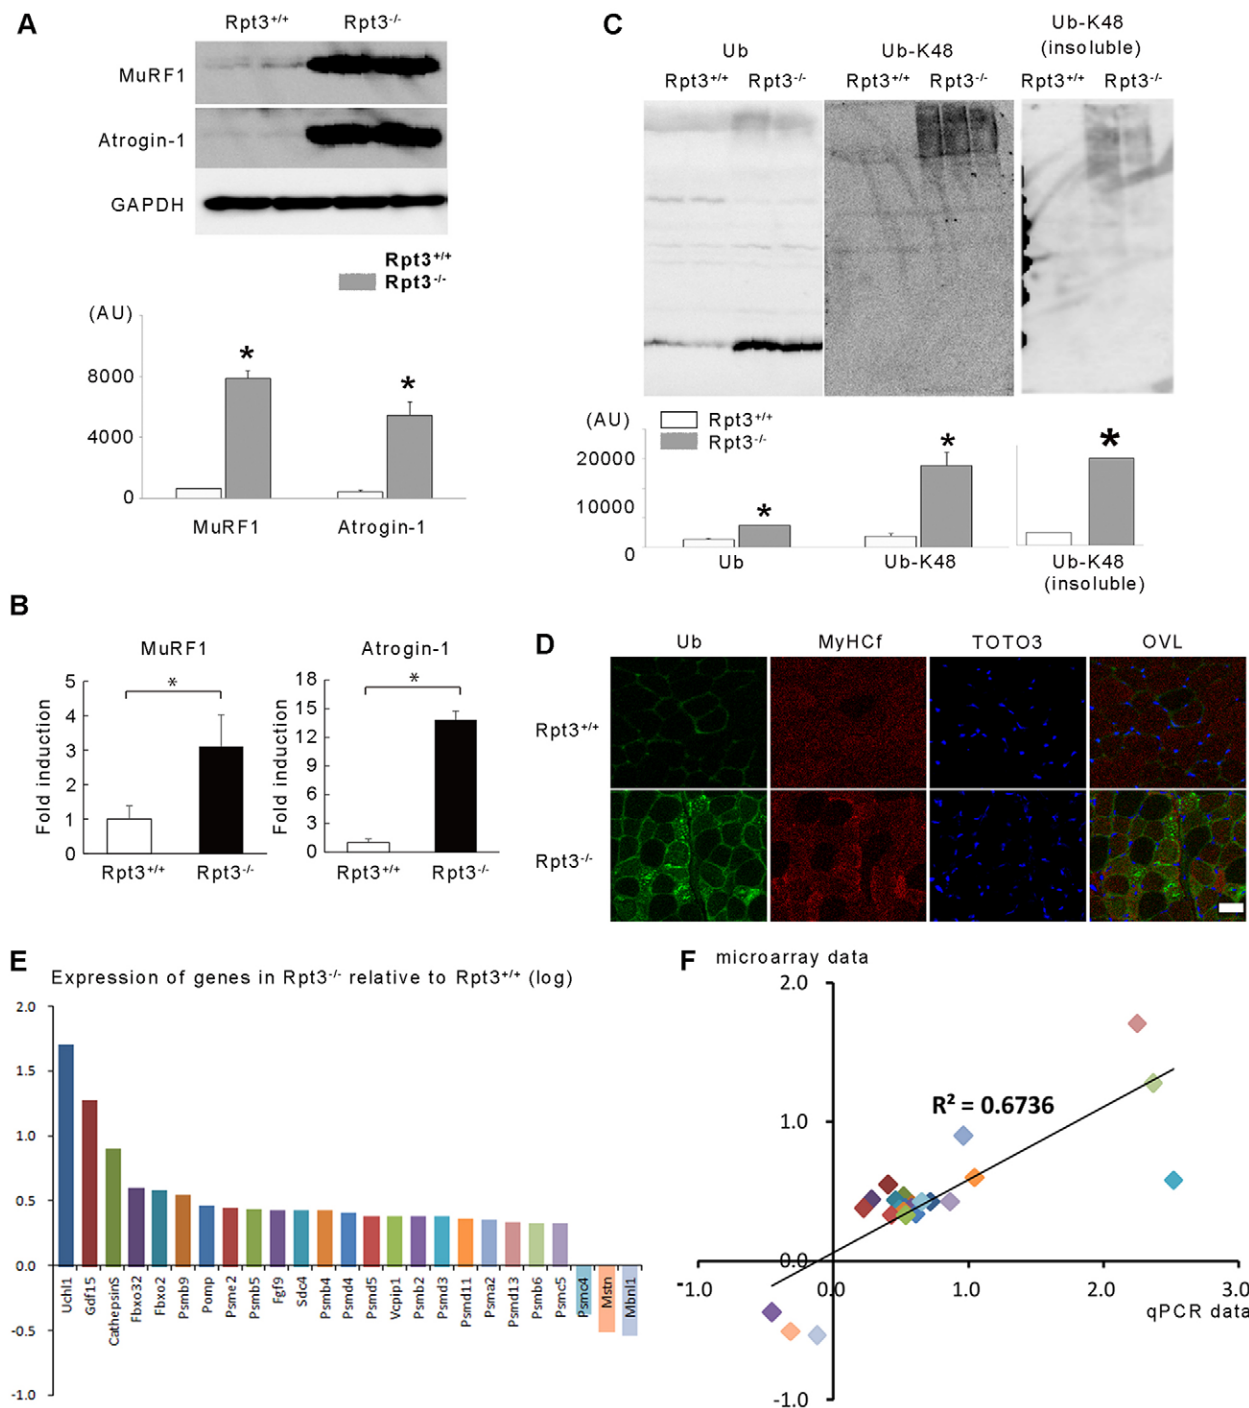 A
Rpt3+/+ Rpt3-/-
MuRF1
Atrogin-1
GAPDH
Rpt3+/+
Rpt3-/-
(AU)
8000
4000
0
*
*
MuRF1 Atrogin-1
C
Ub Ub-K48 Ub-K48
(insoluble)
Rpt3+/+ Rpt3-/- Rpt3+/+ Rpt3-/- Rpt3+/+ Rpt3-/-
(AU)
Rpt3+/+
Rpt3-/-
20000
10000
0
*
*
*
Ub Ub-K48 Ub-K48
(insoluble)
B
MuRF1
Fold induction
5
4
3
2
1
0
*
Rpt3+/+ Rpt3-/-
Atrogin-1
Fold induction
18
15
12
9
6
3
0
*
Rpt3+/+ Rpt3-/-
D
Ub MyHCf TOTO3 OVL
Rpt3+/+
Rpt3-/-
E
Expression of genes in Rpt3-/- relative to Rpt3+/+ (log)
2.0
1.5
1.0
0.5
0.0
-0.5
-1.0
Uchl1
Gdf15
CathepsinS
Fbxo32
Fbxo2
Psmb9
Pomp
Psme2
Psmb5
Fgf9
Sdc4
Psmb4
Psmd4
Psmd5
Vcpip1
Psmb2
Psmd3
Psmd11
Psma2
Psmd13
Psmb6
Psmc5
Psmc4
Mstn
Mbnl1
F
microarray data
2.0
1.0
0.0
-1.0
R² = 0.6736
-1.0 1.0 2.0 3.0
qPCR data